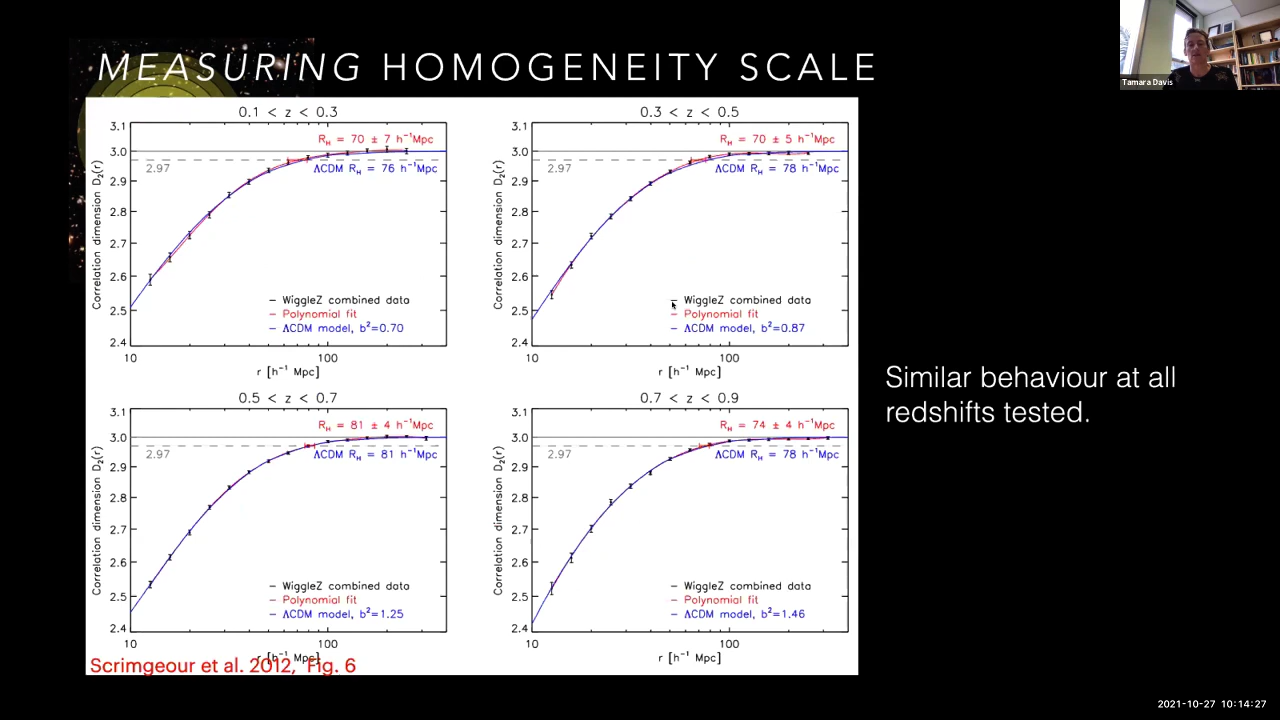 MEASURING HOMOGENEITY SCALE
Tamara Davis
0.1 < z < 0.3
3.1
3.0
2.9
2.8
2.7
2.6
2.5
2.4
Correlation dimension D₂(r)
R_H = 70 ± 7 h⁻¹Mpc
2.97
ΛCDM R_H = 76 h⁻¹Mpc
– WiggleZ combined data
– Polynomial fit
– ΛCDM model, b²=0.70
10
100
r [h⁻¹ Mpc]
0.3 < z < 0.5
3.1
3.0
2.9
2.8
2.7
2.6
2.5
2.4
Correlation dimension D₂(r)
R_H = 70 ± 5 h⁻¹Mpc
2.97
ΛCDM R_H = 78 h⁻¹Mpc
– WiggleZ combined data
– Polynomial fit
– ΛCDM model, b²=0.87
10
100
r [h⁻¹ Mpc]
Similar behaviour at all
redshifts tested.
0.5 < z < 0.7
3.1
3.0
2.9
2.8
2.7
2.6
2.5
2.4
Correlation dimension D₂(r)
R_H = 81 ± 4 h⁻¹Mpc
2.97
ΛCDM R_H = 81 h⁻¹Mpc
– WiggleZ combined data
– Polynomial fit
– ΛCDM model, b²=1.25
10
100
r [h⁻¹ Mpc]
0.7 < z < 0.9
3.1
3.0
2.9
2.8
2.7
2.6
2.5
2.4
Correlation dimension D₂(r)
R_H = 74 ± 4 h⁻¹Mpc
2.97
ΛCDM R_H = 78 h⁻¹Mpc
– WiggleZ combined data
– Polynomial fit
– ΛCDM model, b²=1.46
10
100
r [h⁻¹ Mpc]
Scrimgeour et al. 2012, Fig. 6
2021-10-27 10:14:27